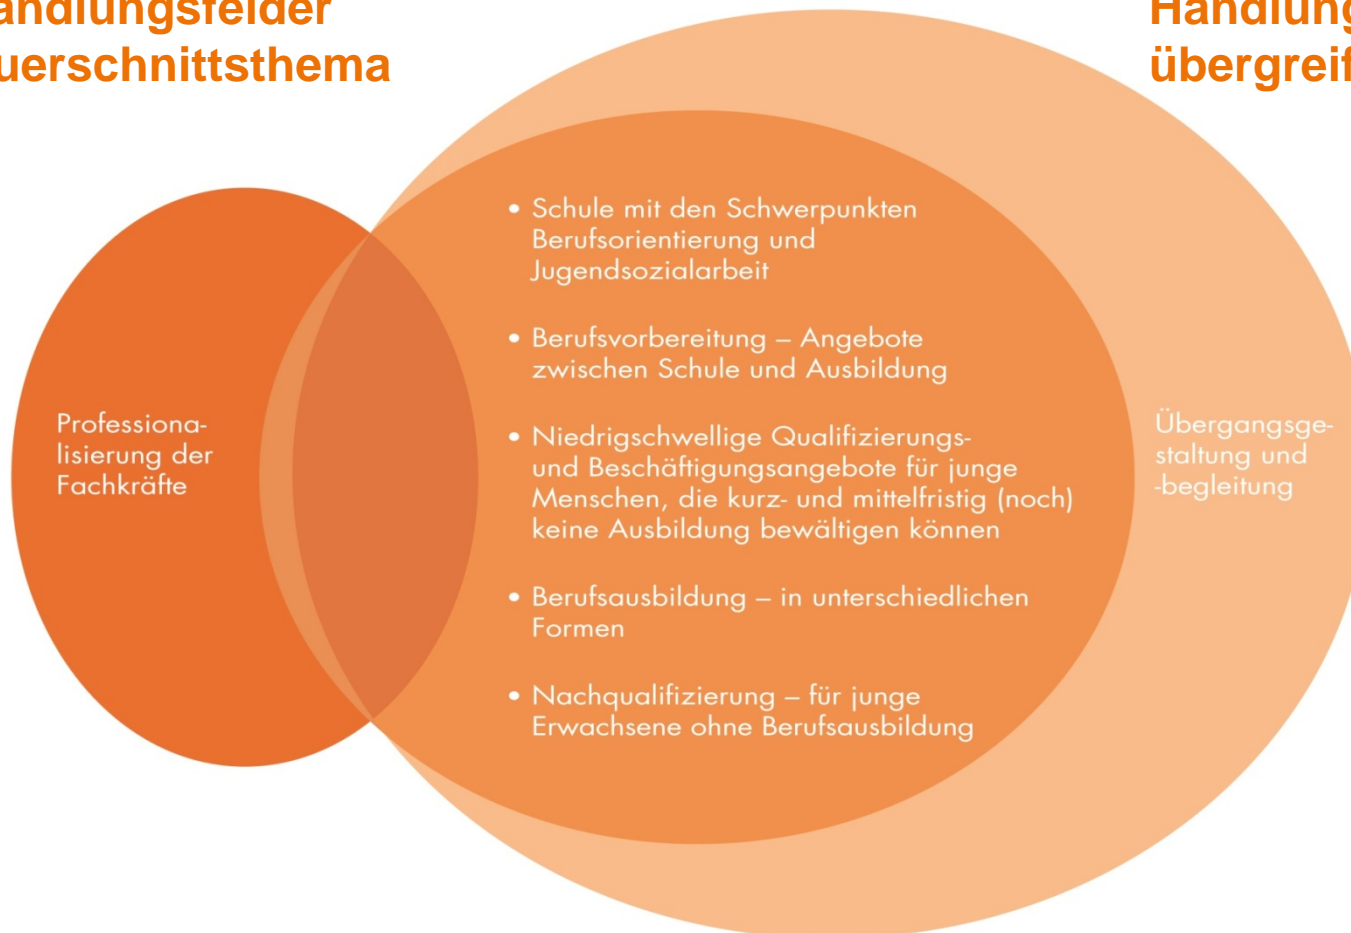 andlungsfelder
uerschnittsthema
Handlung
übergreif
Professiona-
lisierung der
Fachkräfte
• Schule mit den Schwerpunkten
Berufsorientierung und
Jugendsozialarbeit
• Berufsvorbereitung – Angebote
zwischen Schule und Ausbildung
• Niedrigschwellige Qualifizierungs-
und Beschäftigungsangebote für junge
Menschen, die kurz- und mittelfristig (noch)
keine Ausbildung bewältigen können
• Berufsausbildung – in unterschiedlichen
Formen
• Nachqualifizierung – für junge
Erwachsene ohne Berufsausbildung
Übergangsge-
staltung und
-begleitung